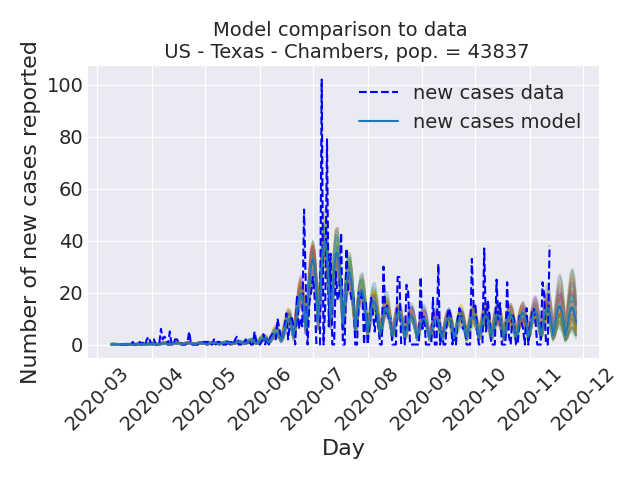 Model comparison to data
US - Texas - Chambers, pop. = 43837
Number of new cases reported
100
80
60
40
20
0
new cases data
new cases model
2020-03
2020-04
2020-05
2020-06
2020-07
2020-08
2020-09
2020-10
2020-11
2020-12
Day